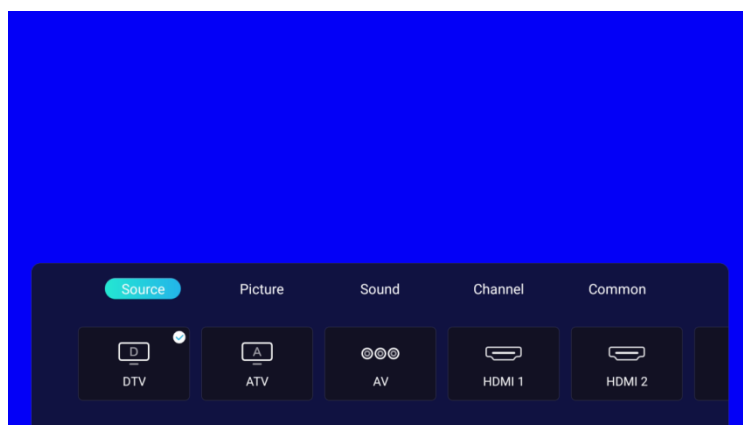 Source Picture Sound Channel Common
D A
DTV ATV AV HDMI 1 HDMI 2